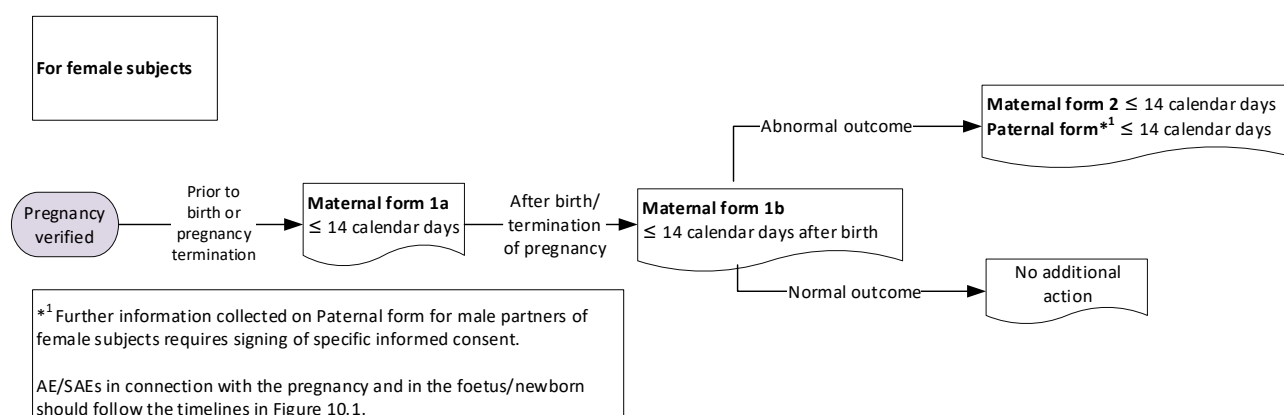 For female subjects
Maternal form 2 ≤ 14 calendar days
Paternal form*1 ≤ 14 calendar days
Abnormal outcome
Pregnancy
verified
Prior to
birth or
pregnancy
termination
Maternal form 1a
≤ 14 calendar days
After birth/
termination
of pregnancy
Maternal form 1b
≤ 14 calendar days after birth
Normal outcome
No additional
action
*1 Further information collected on Paternal form for male partners of
female subjects requires signing of specific informed consent.
AE/SAEs in connection with the pregnancy and in the foetus/newborn
should follow the timelines in Figure 10.1.